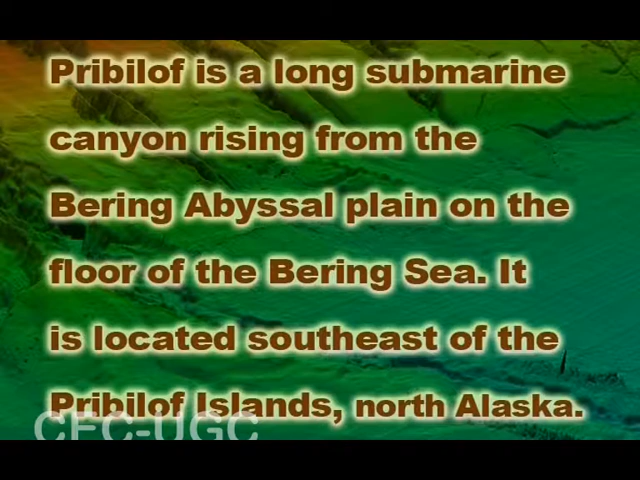 Pribilof is a long submarine
canyon rising from the
Bering Abyssal plain on the
floor of the Bering Sea. It
is located southeast of the
Pribilof Islands, north Alaska.
CEC-UGC